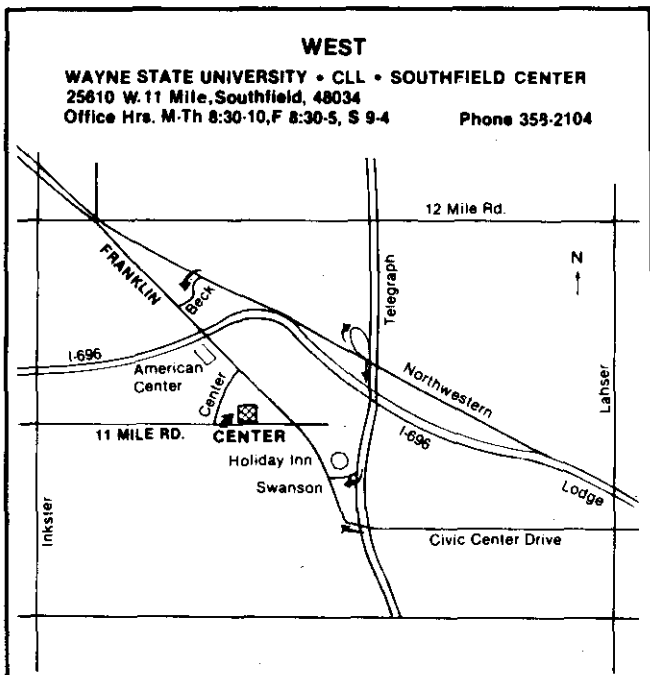 WEST
WAYNE STATE UNIVERSITY • CLL • SOUTHFIELD CENTER
25610 W. 11 Mile, Southfield, 48034
Office Hrs. M-Th 8:30-10, F 8:30-5, S 9-4 Phone 358-2104
12 Mile Rd.
FRANKLIN
Beck
Telegraph
N
I-696
American
Center
Center
Northwestern
Lahser
11 MILE RD. CENTER
I-696
Holiday Inn
Swanson
Lodge
Inkster
Civic Center Drive